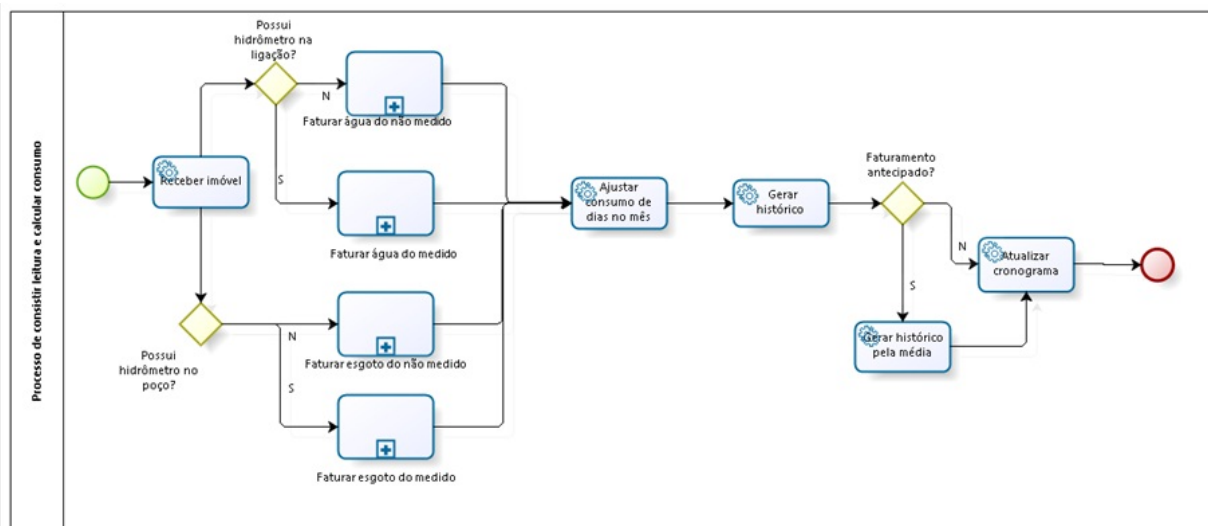 Processo de consistir leitura e calcular consumo
Receber imóvel
Possui
hidrômetro na
ligação?
N
S
Faturar água do não medido
Faturar água do medido
Possui
hidrômetro no
poço?
N
S
Faturar esgoto do não medido
Faturar esgoto do medido
Ajustar
consumo de
dias no mês
Gerar
histórico
Faturamento
antecipado?
N
S
Gerar histórico
pela média
Atualizar
cronograma